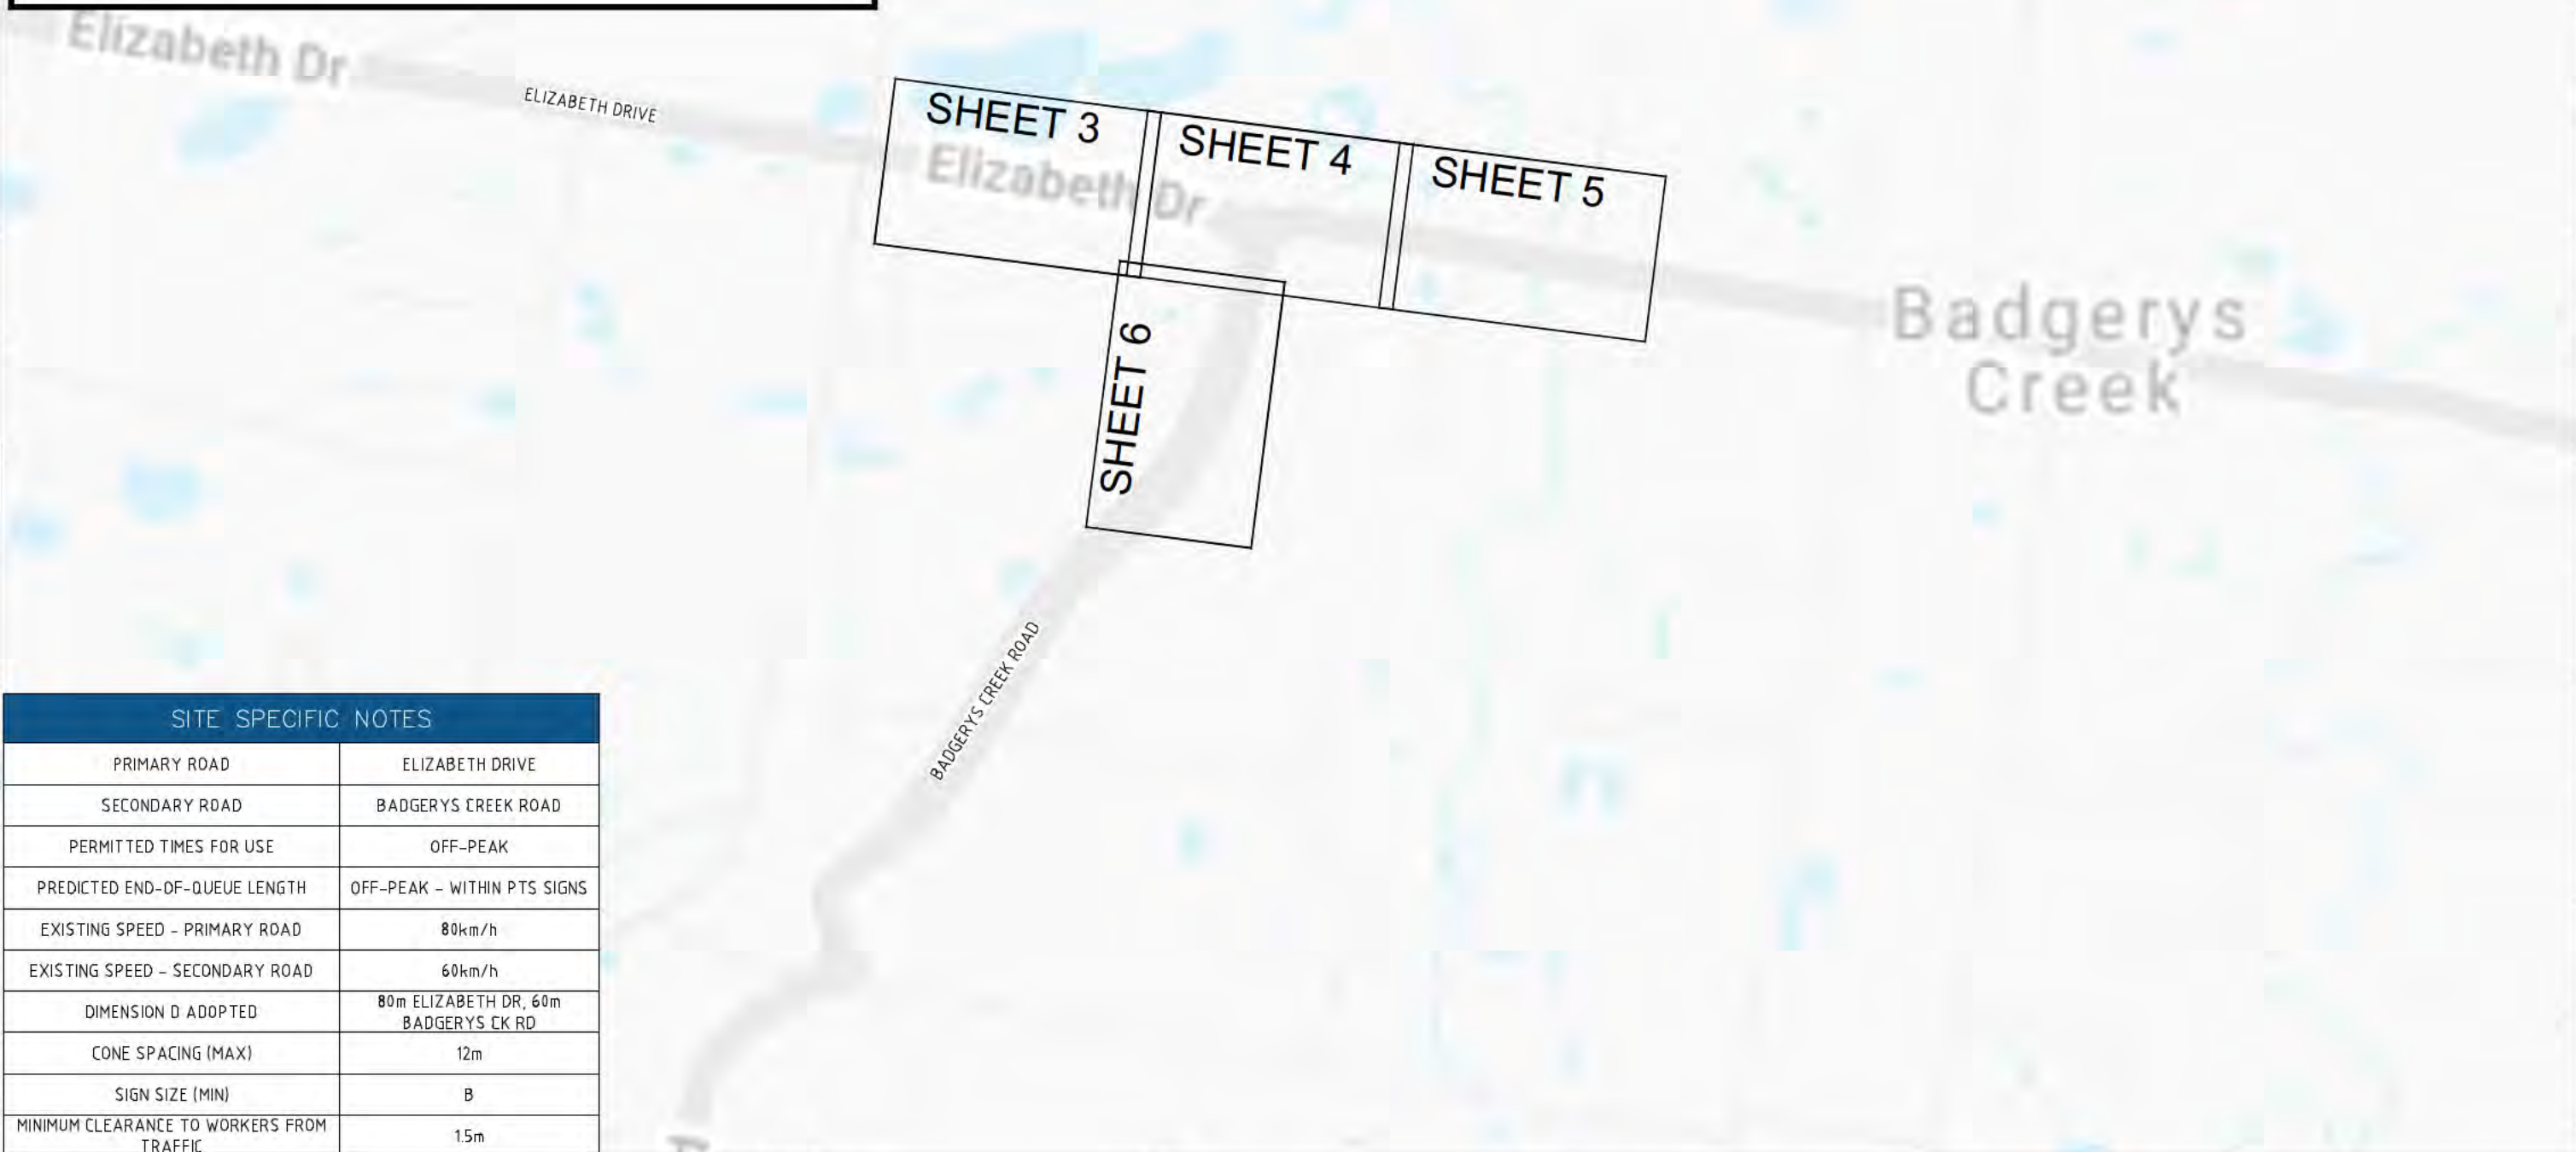 Elizabeth Dr
ELIZABETH DRIVE
SHEET 3
SHEET 4
SHEET 5
Elizabeth Dr
Badgerys
Creek
SHEET 6
BADGERYS CREEK ROAD
SITE SPECIFIC NOTES
PRIMARY ROAD ELIZABETH DRIVE
SECONDARY ROAD BADGERYS CREEK ROAD
PERMITTED TIMES FOR USE OFF-PEAK
PREDICTED END-OF-QUEUE LENGTH OFF-PEAK - WITHIN PTS SIGNS
EXISTING SPEED - PRIMARY ROAD 80km/h
EXISTING SPEED - SECONDARY ROAD 60km/h
DIMENSION D ADOPTED 80m ELIZABETH DR, 60m
BADGERYS CK RD
CONE SPACING (MAX) 12m
SIGN SIZE (MIN) B
MINIMUM CLEARANCE TO WORKERS FROM
TRAFFIC 1.5m